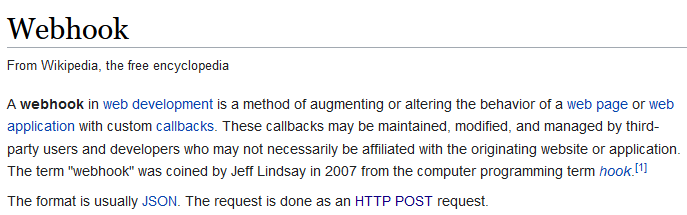 Webhook
From Wikipedia, the free encyclopedia
A webhook in web development is a method of augmenting or altering the behavior of a web page or web
application with custom callbacks. These callbacks may be maintained, modified, and managed by third-
party users and developers who may not necessarily be affiliated with the originating website or application.
The term "webhook" was coined by Jeff Lindsay in 2007 from the computer programming term hook.[1]
The format is usually JSON. The request is done as an HTTP POST request.